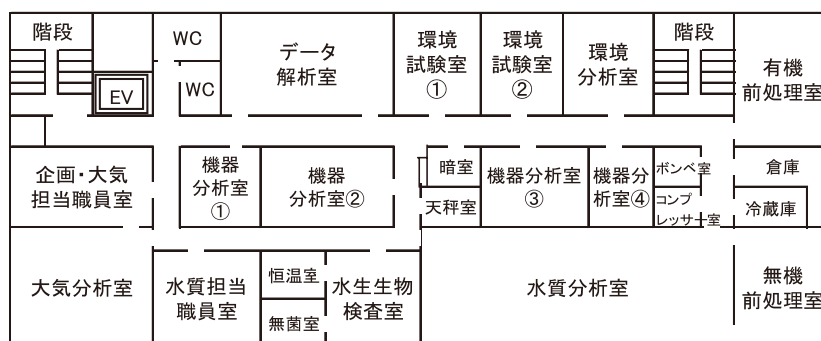 階段
EV
WC
WC
データ
解析室
環境
試験室
①
環境
試験室
②
環境
分析室
階段
有機
前処理室
企画・大気
担当職員室
機器
分析室
①
機器
分析室②
暗室
天秤室
機器分析室
③
機器分
析室④
ボンベ室
コンプ
レッサー室
倉庫
冷蔵庫
大気分析室
水質担当
職員室
恒温室
無菌室
水生生物
検査室
水質分析室
無機
前処理室